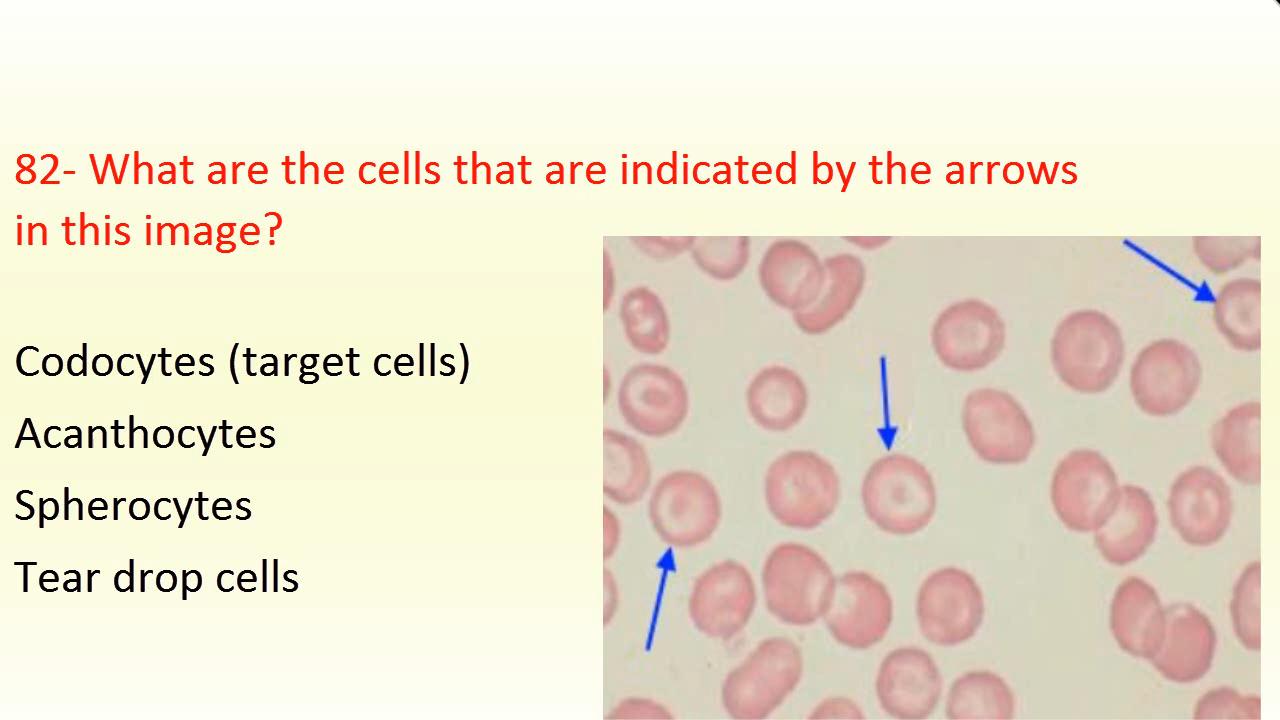 82- What are the cells that are indicated by the arrows
in this image?
Codocytes (target cells)
Acanthocytes
Spherocytes
Tear drop cells